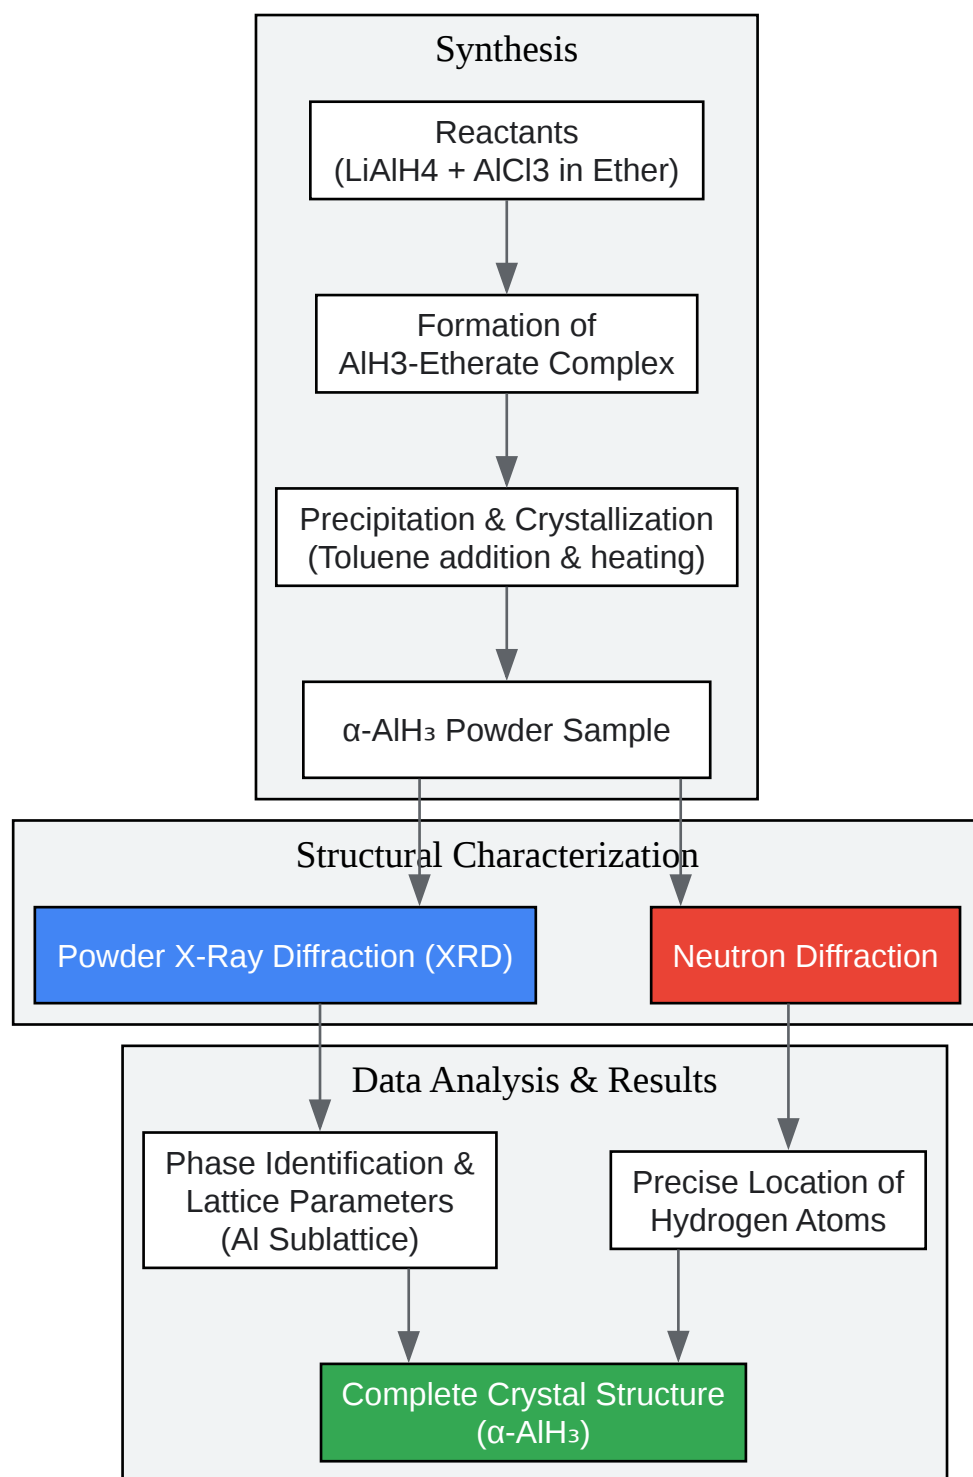 Synthesis
Reactants
(LiAlH4 + AlCl3 in Ether)
Formation of
AlH3-Etherate Complex
Precipitation & Crystallization
(Toluene addition & heating)
α-AlH₃ Powder Sample
Structural Characterization
Powder X-Ray Diffraction (XRD)
Neutron Diffraction
Data Analysis & Results
Phase Identification &
Lattice Parameters
(Al Sublattice)
Precise Location of
Hydrogen Atoms
Complete Crystal Structure
(α-AlH₃)